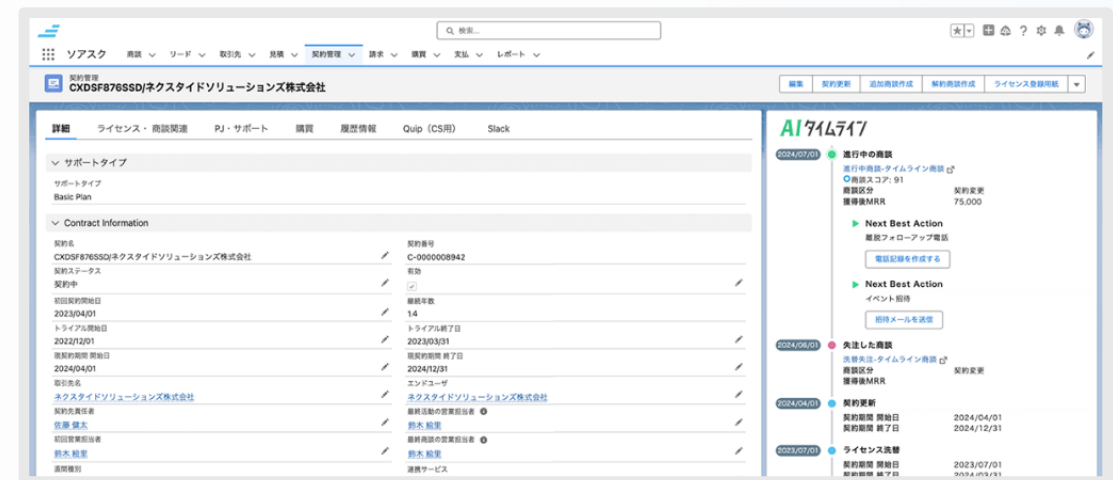 検索...
ソアスク 商談 リード 取引先 見積 契約管理 請求 購買 支払 レポート
契約管理
CXDSF876SSD/ネクスタイドソリューションズ株式会社
編集 契約更新 追加商談作成 解約商談作成 ライセンス登録用紙
詳細 ライセンス・商談関連 PJ・サポート 購買 履歴情報 Quip（CS用） Slack
サポートタイプ
サポートタイプ
Basic Plan
Contract Information
契約名 契約番号
CXDSF876SSD/ネクスタイドソリューションズ株式会社 C-0000008942
契約ステータス 有効
契約中
初回契約開始日 継続年数
2023/04/01 1.4
トライアル開始日 トライアル終了日
2022/12/01 2023/03/31
現契約期間 開始日 現契約期間 終了日
2024/04/01 2024/12/31
取引先名 エンドユーザ
ネクスタイドソリューションズ株式会社 ネクスタイドソリューションズ株式会社
契約先責任者 最終活動の営業担当者
佐藤 健太 鈴木 絵里
初回営業担当者 最終商談の営業担当者
鈴木 絵里 鈴木 絵里
直間種別 連携サービス
AIタイムライン
2024/07/01 進行中の商談
進行中商談-タイムライン商談
商談スコア: 91
商談区分 契約変更
獲得後MRR 75,000
Next Best Action
離脱フォローアップ電話
電話記録を作成する
Next Best Action
イベント招待
招待メールを送信
2024/06/01 失注した商談
洗替失注-タイムライン商談
商談区分 契約変更
獲得後MRR
2024/04/01 契約更新
契約期間 開始日 2024/04/01
契約期間 終了日 2024/12/31
2023/07/01 ライセンス洗替
契約期間 開始日 2023/07/01
契約期間 終了日 2024/03/31